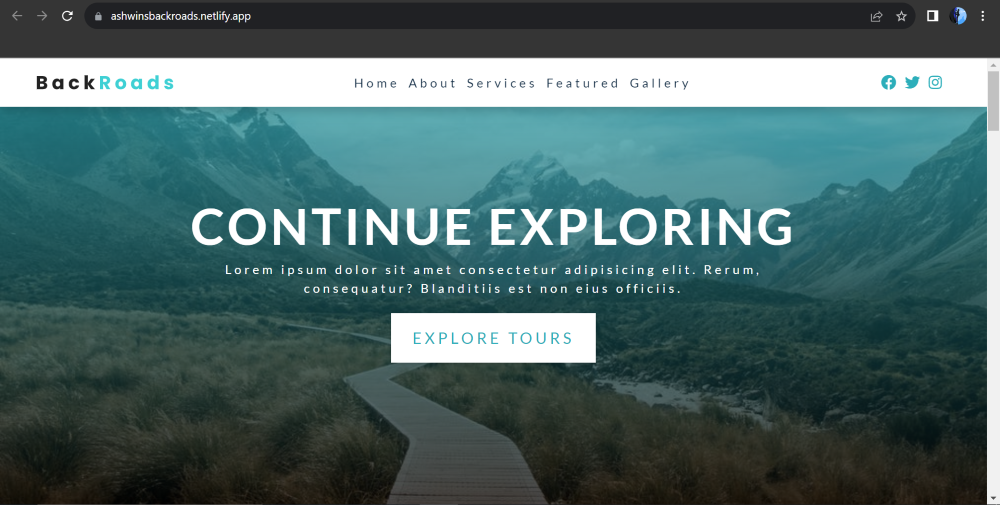 ashwinsbackroads.netlify.app
BackRoads Home About Services Featured Gallery
CONTINUE EXPLORING
Lorem ipsum dolor sit amet consectetur adipisicing elit. Rerum,
consequatur? Blanditiis est non eius officiis.
EXPLORE TOURS